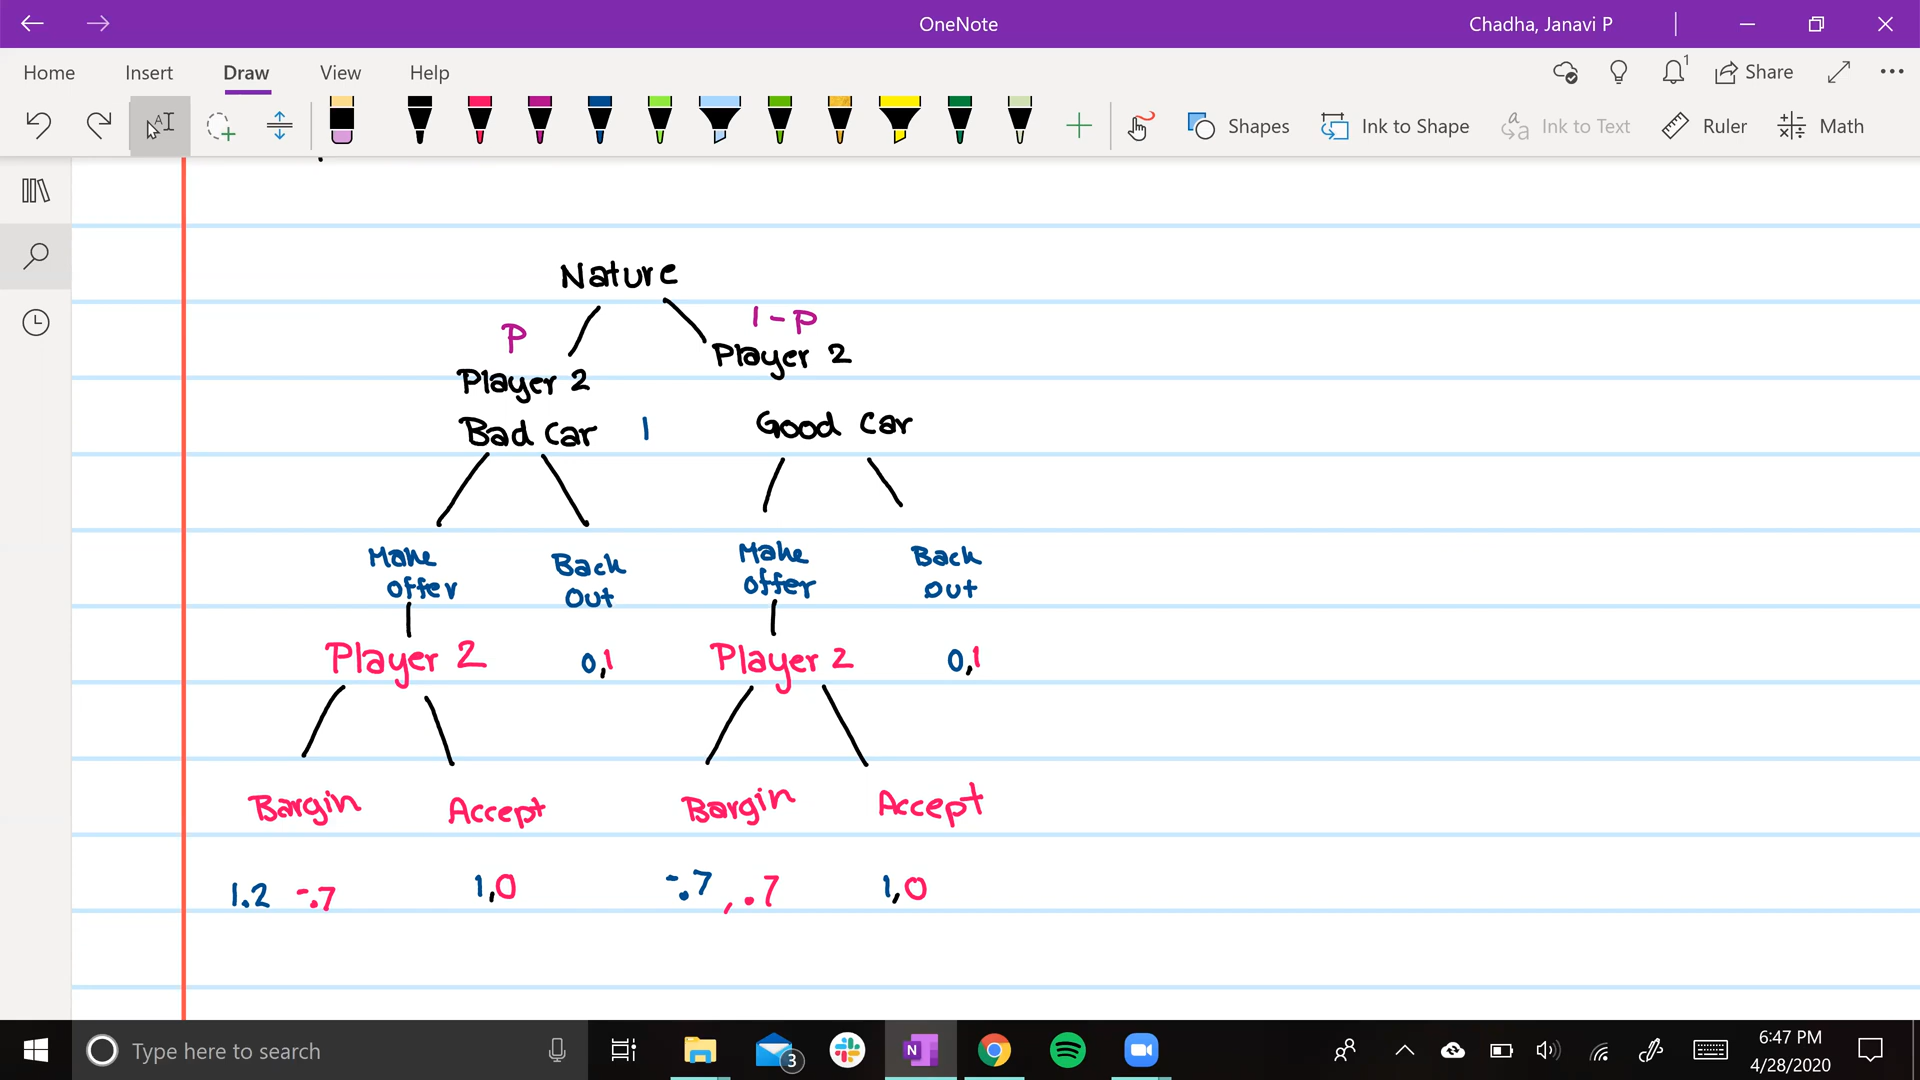 OneNote
Chadha, Janavi P
Home Insert Draw View Help
1
Share
Shapes
Ink to Shape
Ink to Text
Ruler
Math
Nature
P
1-P
Player 2
Player 2
Bad Car 1
Good Car
Make offer
Back Out
Make offer
Back Out
Player 2
0,1
Player 2
0,1
Bargin
Accept
Bargin
Accept
1.2 -.7
1,0
-.7, .7
1,0
Type here to search
3
N
6:47 PM
4/28/2020